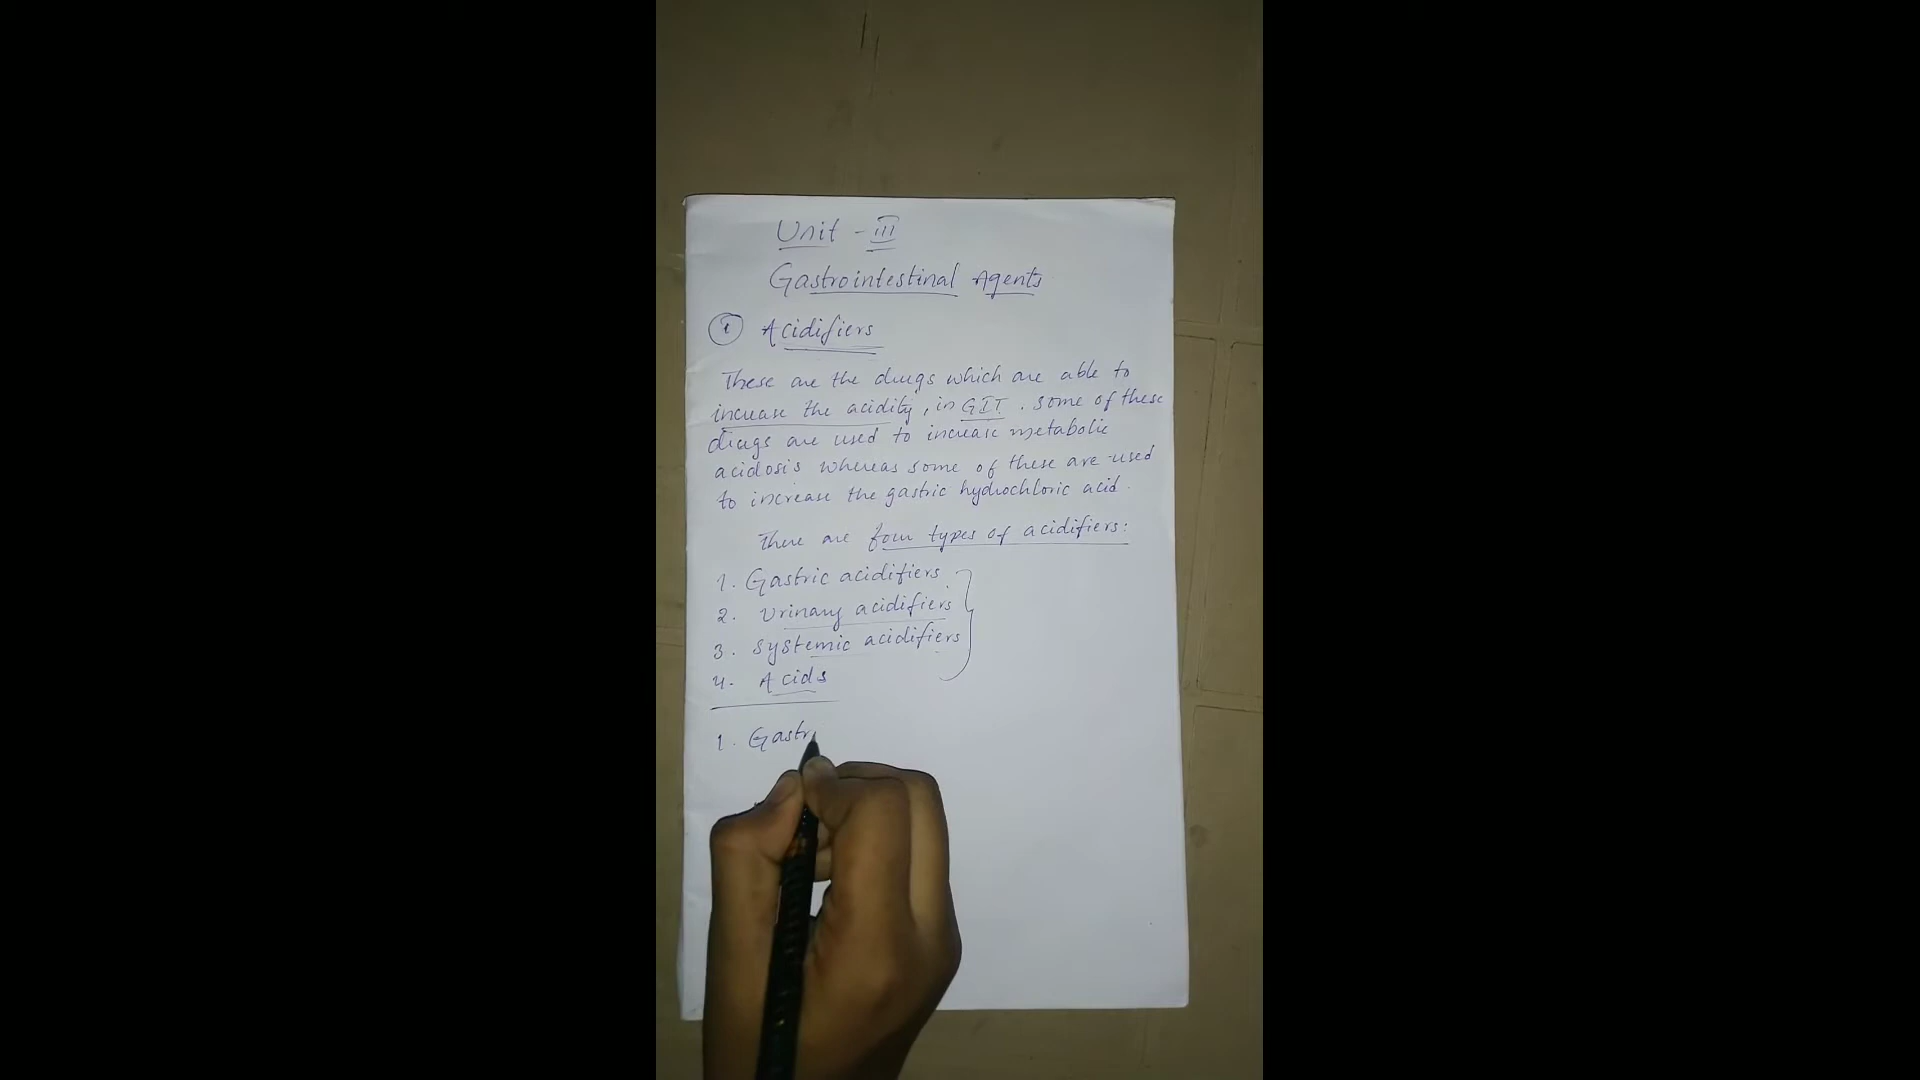 Unit - III
Gastrointestinal Agents
1 Acidifiers
These are the drugs which are able to
increase the acidity, in GIT. Some of these
drugs are used to increase metabolic
acidosis whereas some of these are used
to increase the gastric hydrochloric acid.
There are four types of acidifiers:
1. Gastric acidifiers
2. Urinary acidifiers
3. Systemic acidifiers
4. Acids
1. Gastr